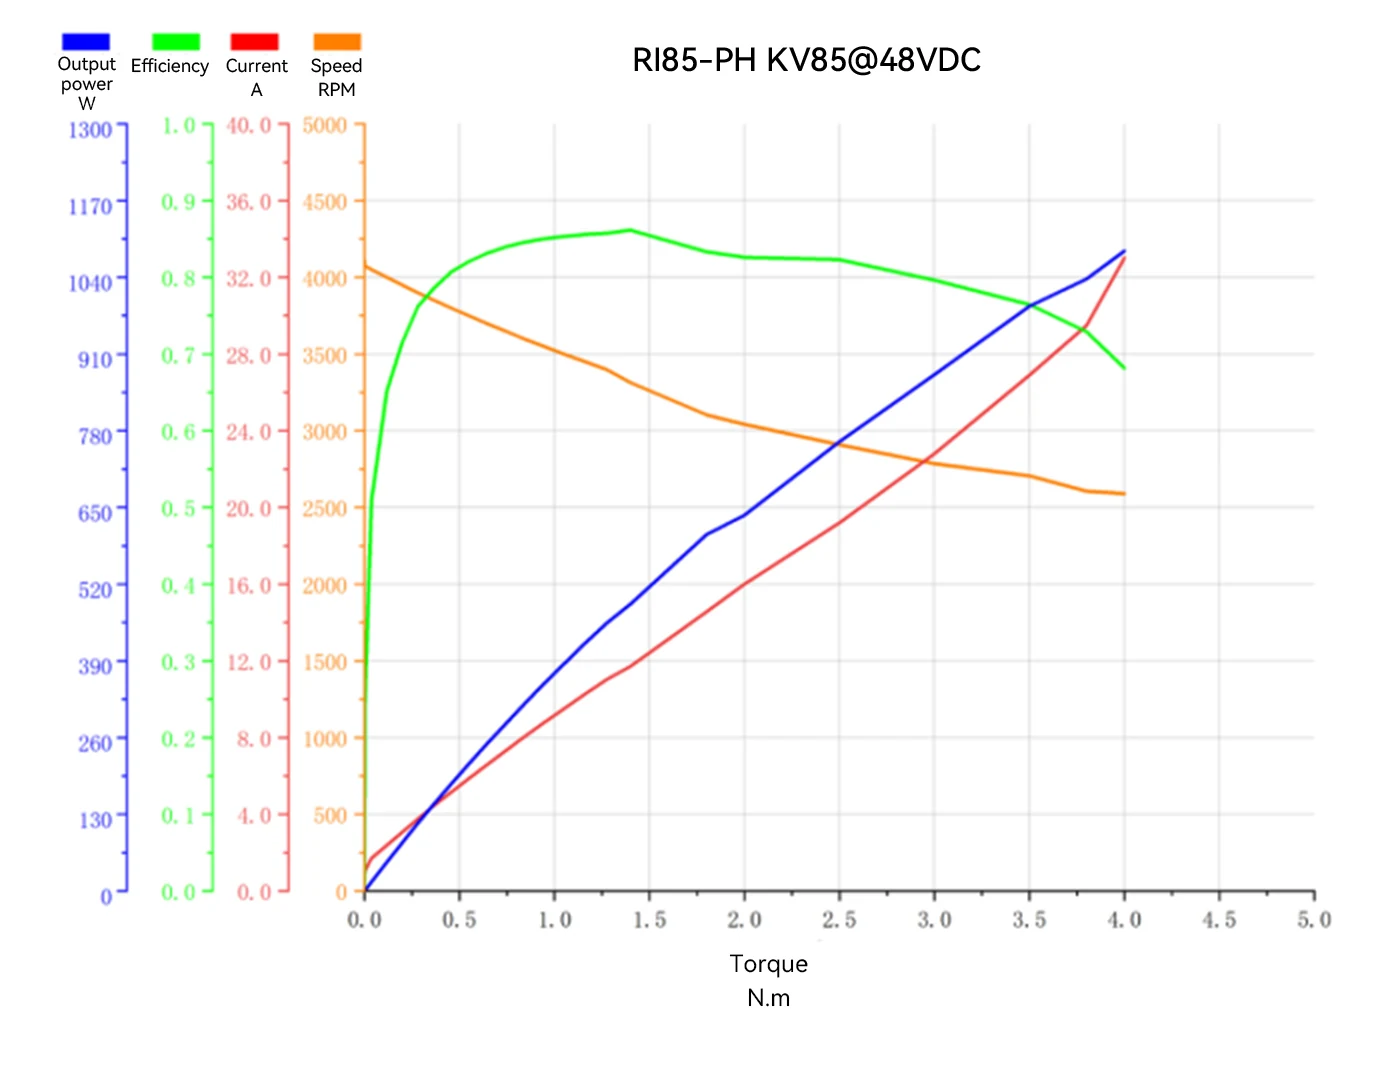 RI85-PH KV85@48VDC
Output power W
Efficiency
Current A
Speed RPM
1300 1.0 40.0 5000
1170 0.9 36.0 4500
1040 0.8 32.0 4000
910 0.7 28.0 3500
780 0.6 24.0 3000
650 0.5 20.0 2500
520 0.4 16.0 2000
390 0.3 12.0 1500
260 0.2 8.0 1000
130 0.1 4.0 500
0 0.0 0.0 0
0.0 0.5 1.0 1.5 2.0 2.5 3.0 3.5 4.0 4.5 5.0
Torque
N.m